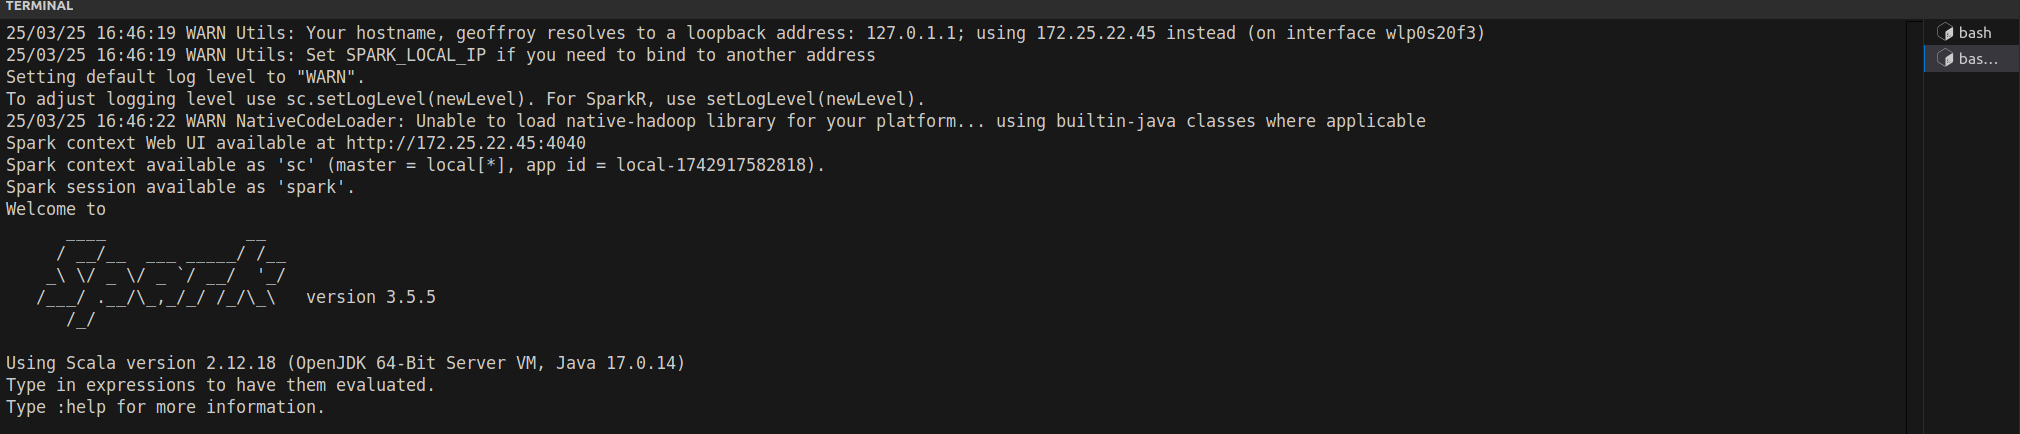 TERMINAL
25/03/25 16:46:19 WARN Utils: Your hostname, geoffroy resolves to a loopback address: 127.0.1.1; using 172.25.22.45 instead (on interface wlp0s20f3)
25/03/25 16:46:19 WARN Utils: Set SPARK_LOCAL_IP if you need to bind to another address
Setting default log level to "WARN".
To adjust logging level use sc.setLogLevel(newLevel). For SparkR, use setLogLevel(newLevel).
25/03/25 16:46:22 WARN NativeCodeLoader: Unable to load native-hadoop library for your platform... using builtin-java classes where applicable
Spark context Web UI available at http://172.25.22.45:4040
Spark context available as 'sc' (master = local[*], app id = local-1742917582818).
Spark session available as 'spark'.
Welcome to
      ____              __
     / __/__  ___ _____/ /__
    _\ \/ _ \/ _ `/ __/  '_/
   /___/ .__/\_,_/_/ /_/\_\   version 3.5.5
      /_/
Using Scala version 2.12.18 (OpenJDK 64-Bit Server VM, Java 17.0.14)
Type in expressions to have them evaluated.
Type :help for more information.
bash
bas...